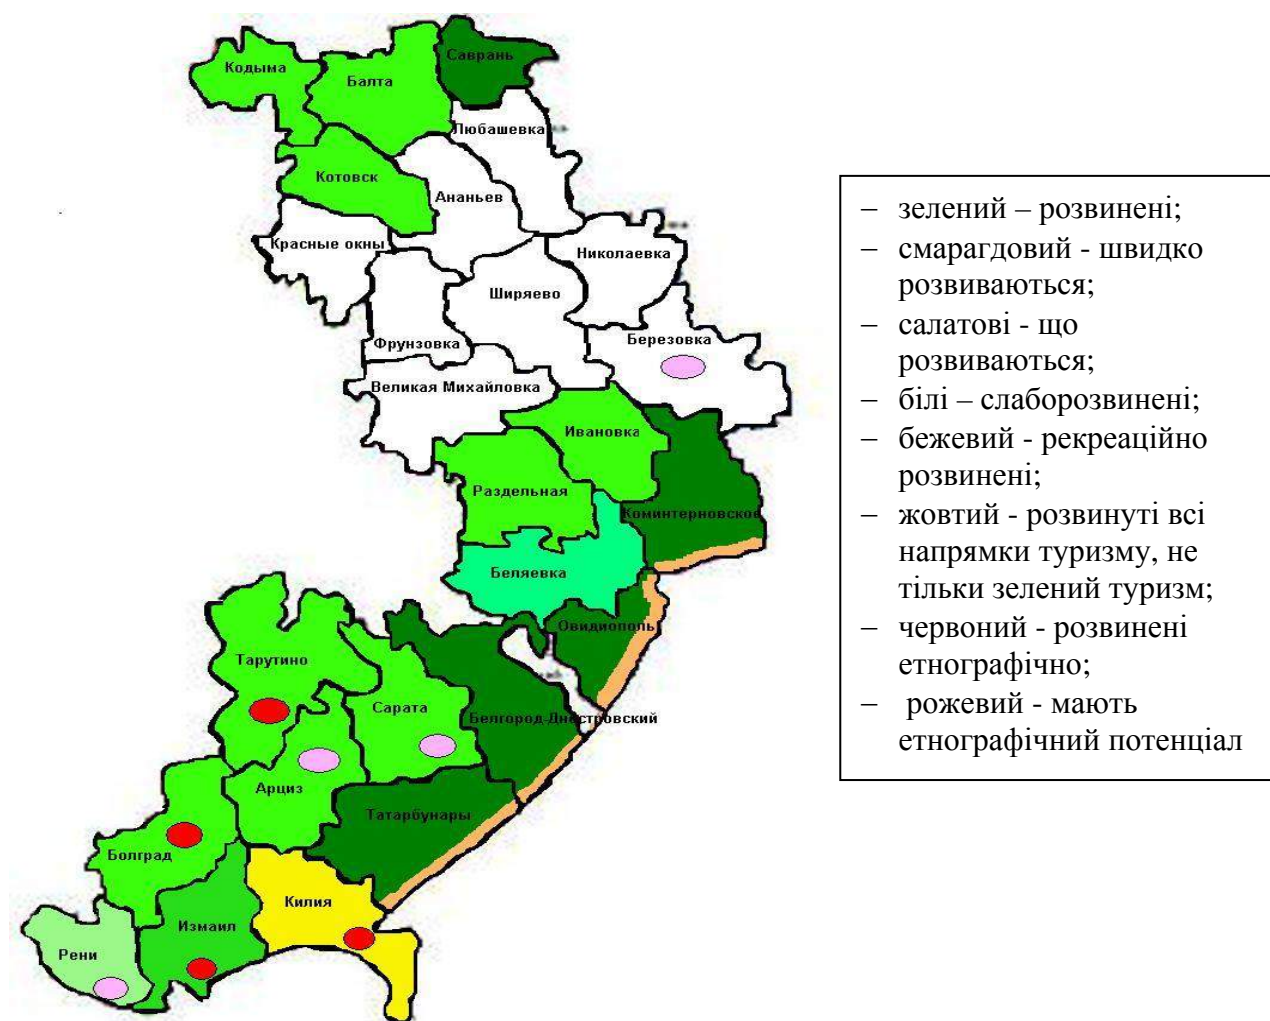 Саврань
Кодыма
Балта
Любашевка
Котовск
Ананьев
Красные окны
Николаевка
Ширяево
Березовка
Фрунзовка
Великая Михайловка
Ивановка
Раздельная
Коминтерновское
Беляевка
Овидиополь
Тарутино
Сарата
Белгород-Днестровский
Арциз
Татарбунары
Болград
Килия
Измаил
Рени
– зелений – розвинені;
– смарагдовий - швидко
розвиваються;
– салатові - що
розвиваються;
– білі – слаборозвинені;
– бежевий - рекреаційно
розвинені;
– жовтий - розвинуті всі
напрямки туризму, не
тільки зелений туризм;
– червоний - розвинені
етнографічно;
– рожевий - мають
етнографічний потенціал